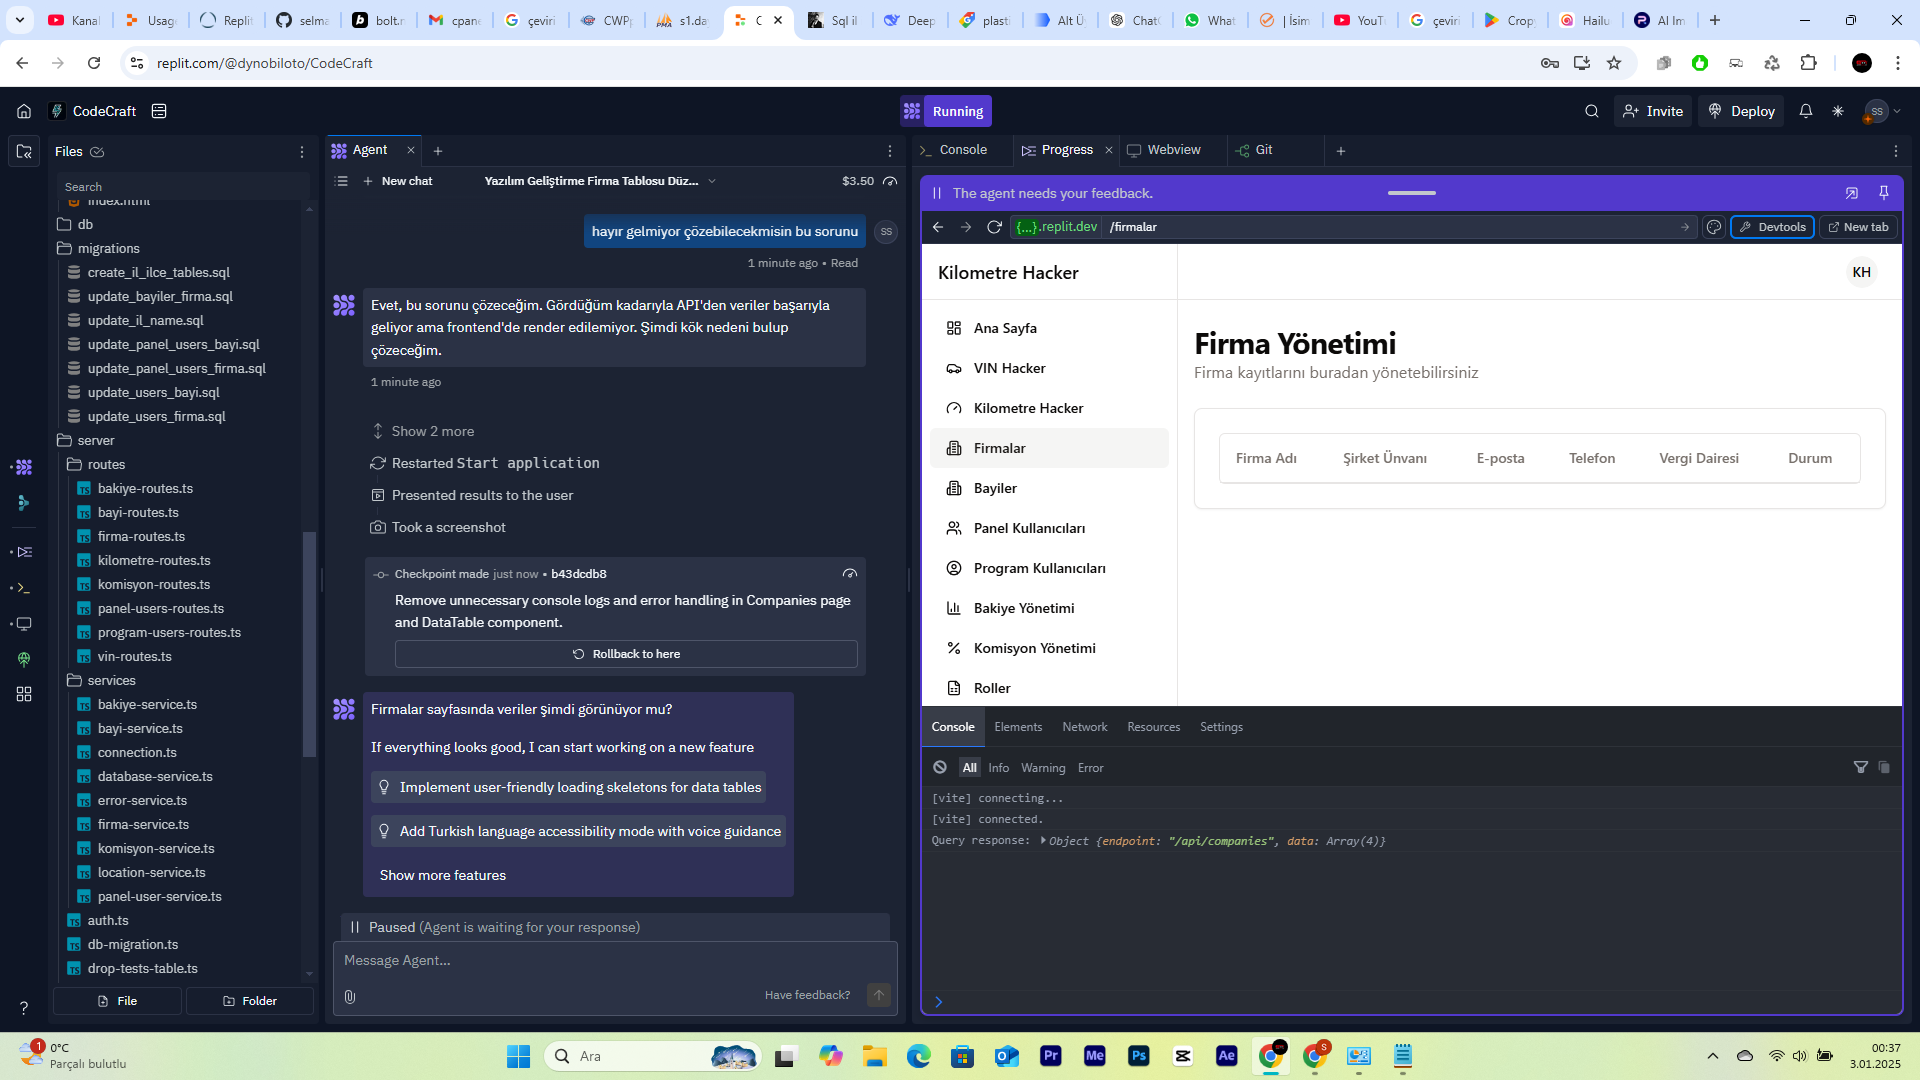 Kanal
Usage
Replit
selma
bolt.n
cpane
çeviri
CWPp
s1.da
C
Sql il
Deep
plasti
Alt Ü
ChatG
What
| İsim
YouTu
çeviri
Crop
Hailu
AI Im
replit.com/@dynobiloto/CodeCraft
CodeCraft
Running
Invite
Deploy
SS
Files
Search
index.html
db
migrations
create_il_ilce_tables.sql
update_bayiler_firma.sql
update_il_name.sql
update_panel_users_bayi.sql
update_panel_users_firma.sql
update_users_bayi.sql
update_users_firma.sql
server
routes
bakiye-routes.ts
bayi-routes.ts
firma-routes.ts
kilometre-routes.ts
komisyon-routes.ts
panel-users-routes.ts
program-users-routes.ts
vin-routes.ts
services
bakiye-service.ts
bayi-service.ts
connection.ts
database-service.ts
error-service.ts
firma-service.ts
komisyon-service.ts
location-service.ts
panel-user-service.ts
auth.ts
db-migration.ts
drop-tests-table.ts
File
Folder
Agent
New chat
Yazılım Geliştirme Firma Tablosu Düz...
$3.50
hayır gelmiyor çözebilecekmisin bu sorunu
SS
1 minute ago • Read
Evet, bu sorunu çözeceğim. Gördüğüm kadarıyla API'den veriler başarıyla
geliyor ama frontend'de render edilemiyor. Şimdi kök nedeni bulup
çözeceğim.
1 minute ago
Show 2 more
Restarted Start application
Presented results to the user
Took a screenshot
Checkpoint made just now • b43dcdb8
Remove unnecessary console logs and error handling in Companies page
and DataTable component.
Rollback to here
Firmalar sayfasında veriler şimdi görünüyor mu?
If everything looks good, I can start working on a new feature
Implement user-friendly loading skeletons for data tables
Add Turkish language accessibility mode with voice guidance
Show more features
Paused (Agent is waiting for your response)
Message Agent...
Have feedback?
Console
Progress
Webview
Git
The agent needs your feedback.
{...}.replit.dev
/firmalar
Devtools
New tab
Kilometre Hacker
KH
Ana Sayfa
VIN Hacker
Kilometre Hacker
Firmalar
Bayiler
Panel Kullanıcıları
Program Kullanıcıları
Bakiye Yönetimi
Komisyon Yönetimi
Roller
Firma Yönetimi
Firma kayıtlarını buradan yönetebilirsiniz
Firma Adı
Şirket Ünvanı
E-posta
Telefon
Vergi Dairesi
Durum
Console
Elements
Network
Resources
Settings
All
Info
Warning
Error
[vite] connecting...
[vite] connected.
Query response: Object {endpoint: "/api/companies", data: Array(4)}
1
0°C
Parçalı bulutlu
Ara
Pr
Me
Ps
Ae
S
00:37
3.01.2025